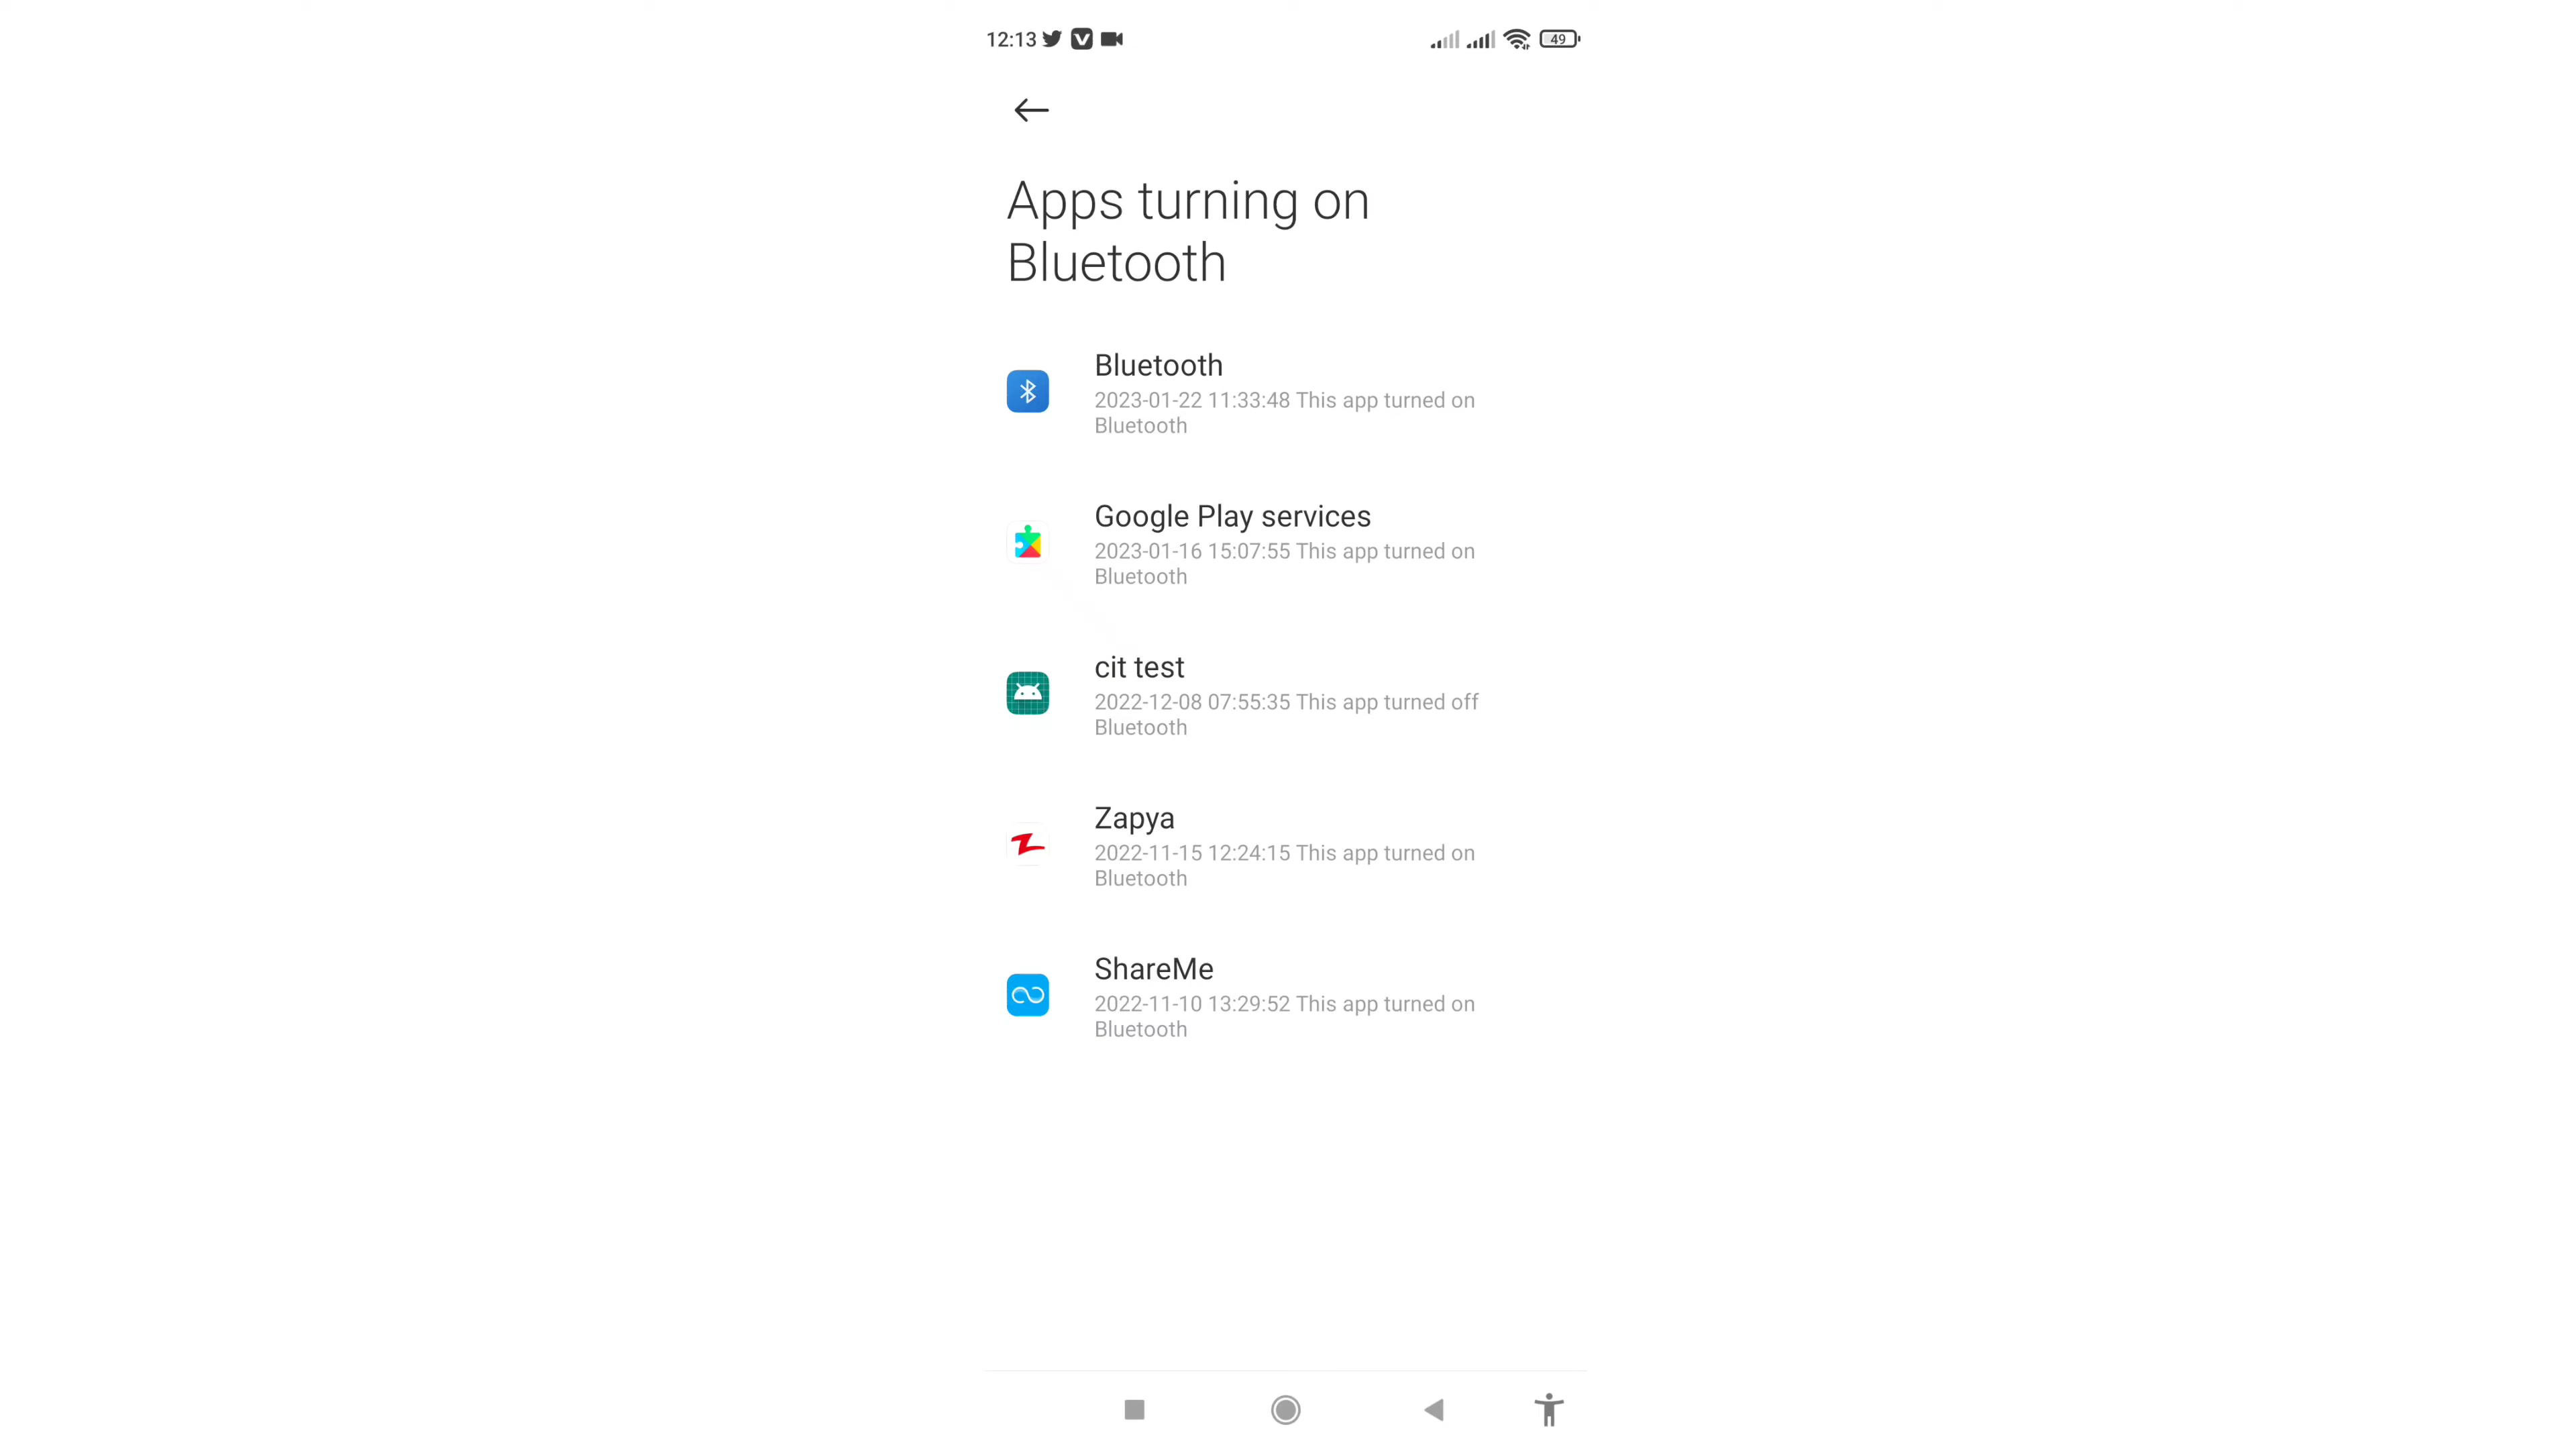 12:13
49
Apps turning on
Bluetooth
Bluetooth
2023-01-22 11:33:48 This app turned on
Bluetooth
Google Play services
2023-01-16 15:07:55 This app turned on
Bluetooth
cit test
2022-12-08 07:55:35 This app turned off
Bluetooth
Zapya
2022-11-15 12:24:15 This app turned on
Bluetooth
ShareMe
2022-11-10 13:29:52 This app turned on
Bluetooth